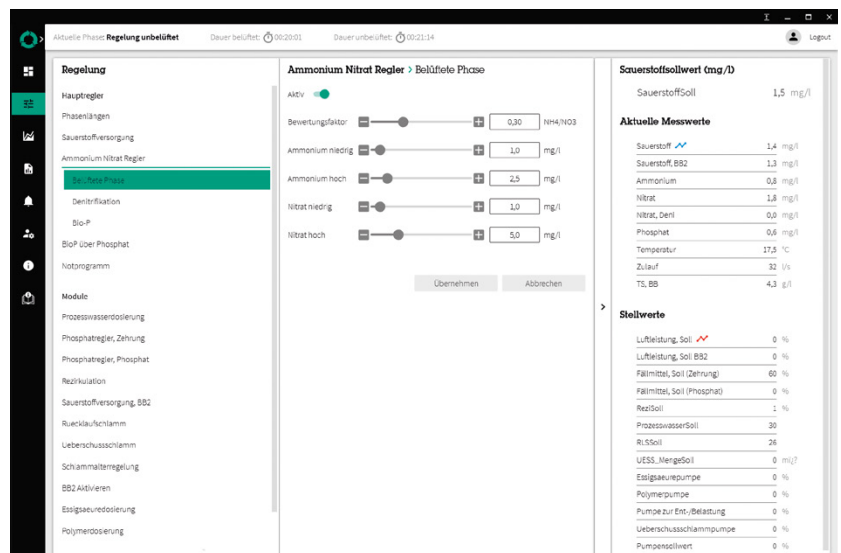 Aktuelle Phase: Regelung unbelüftet
Dauer belüftet: 00:20:01
Dauer unbelüftet: 00:21:14
Logout
Regelung
Hauptregler
Phasenlängen
Sauerstoffversorgung
Ammonium Nitrat Regler
Belüftete Phase
Denitrifikation
Bio-P
BioP über Phosphat
Notprogramm
Module
Prozesswasserdosierung
Phosphatregler, Zehrung
Phosphatregler, Phosphat
Rezirkulation
Sauerstoffversorgung, BB2
Ruecklaufschlamm
Ueberschussschlamm
Schlammalterregelung
BB2 Aktivieren
Essigsaeuredosierung
Polymerdosierung
Ammonium Nitrat Regler > Belüftete Phase
Aktiv
Bewertungsfaktor 0,30 NH4/NO3
Ammonium niedrig 1,0 mg/l
Ammonium hoch 2,5 mg/l
Nitrat niedrig 1,0 mg/l
Nitrat hoch 5,0 mg/l
Übernehmen Abbrechen
Sauerstoffsollwert (mg/l)
SauerstoffSoll 1,5 mg/l
Aktuelle Messwerte
Sauerstoff 1,4 mg/l
Sauerstoff, BB2 1,3 mg/l
Ammonium 0,8 mg/l
Nitrat 1,8 mg/l
Nitrat, Deni 0,0 mg/l
Phosphat 0,6 mg/l
Temperatur 17,5 °C
Zulauf 32 l/s
TS, BB 4,3 g/l
Stellwerte
Luftleistung, Soll 0 %
Luftleistung, Soll BB2 0 %
Fällmittel, Soll (Zehrung) 60 %
Fällmittel, Soll (Phosphat) 0 %
ReziSoll 1 %
ProzesswasserSoll 30
RLSSoll 26
UESS_MengeSoll 0 mï¿?
Essigsaeurepumpe 0 %
Polymerpumpe 0 %
Pumpe zur Ent-/Belastung 0 %
Ueberschussschlammpumpe 0 %
Pumpensollwert 0 %